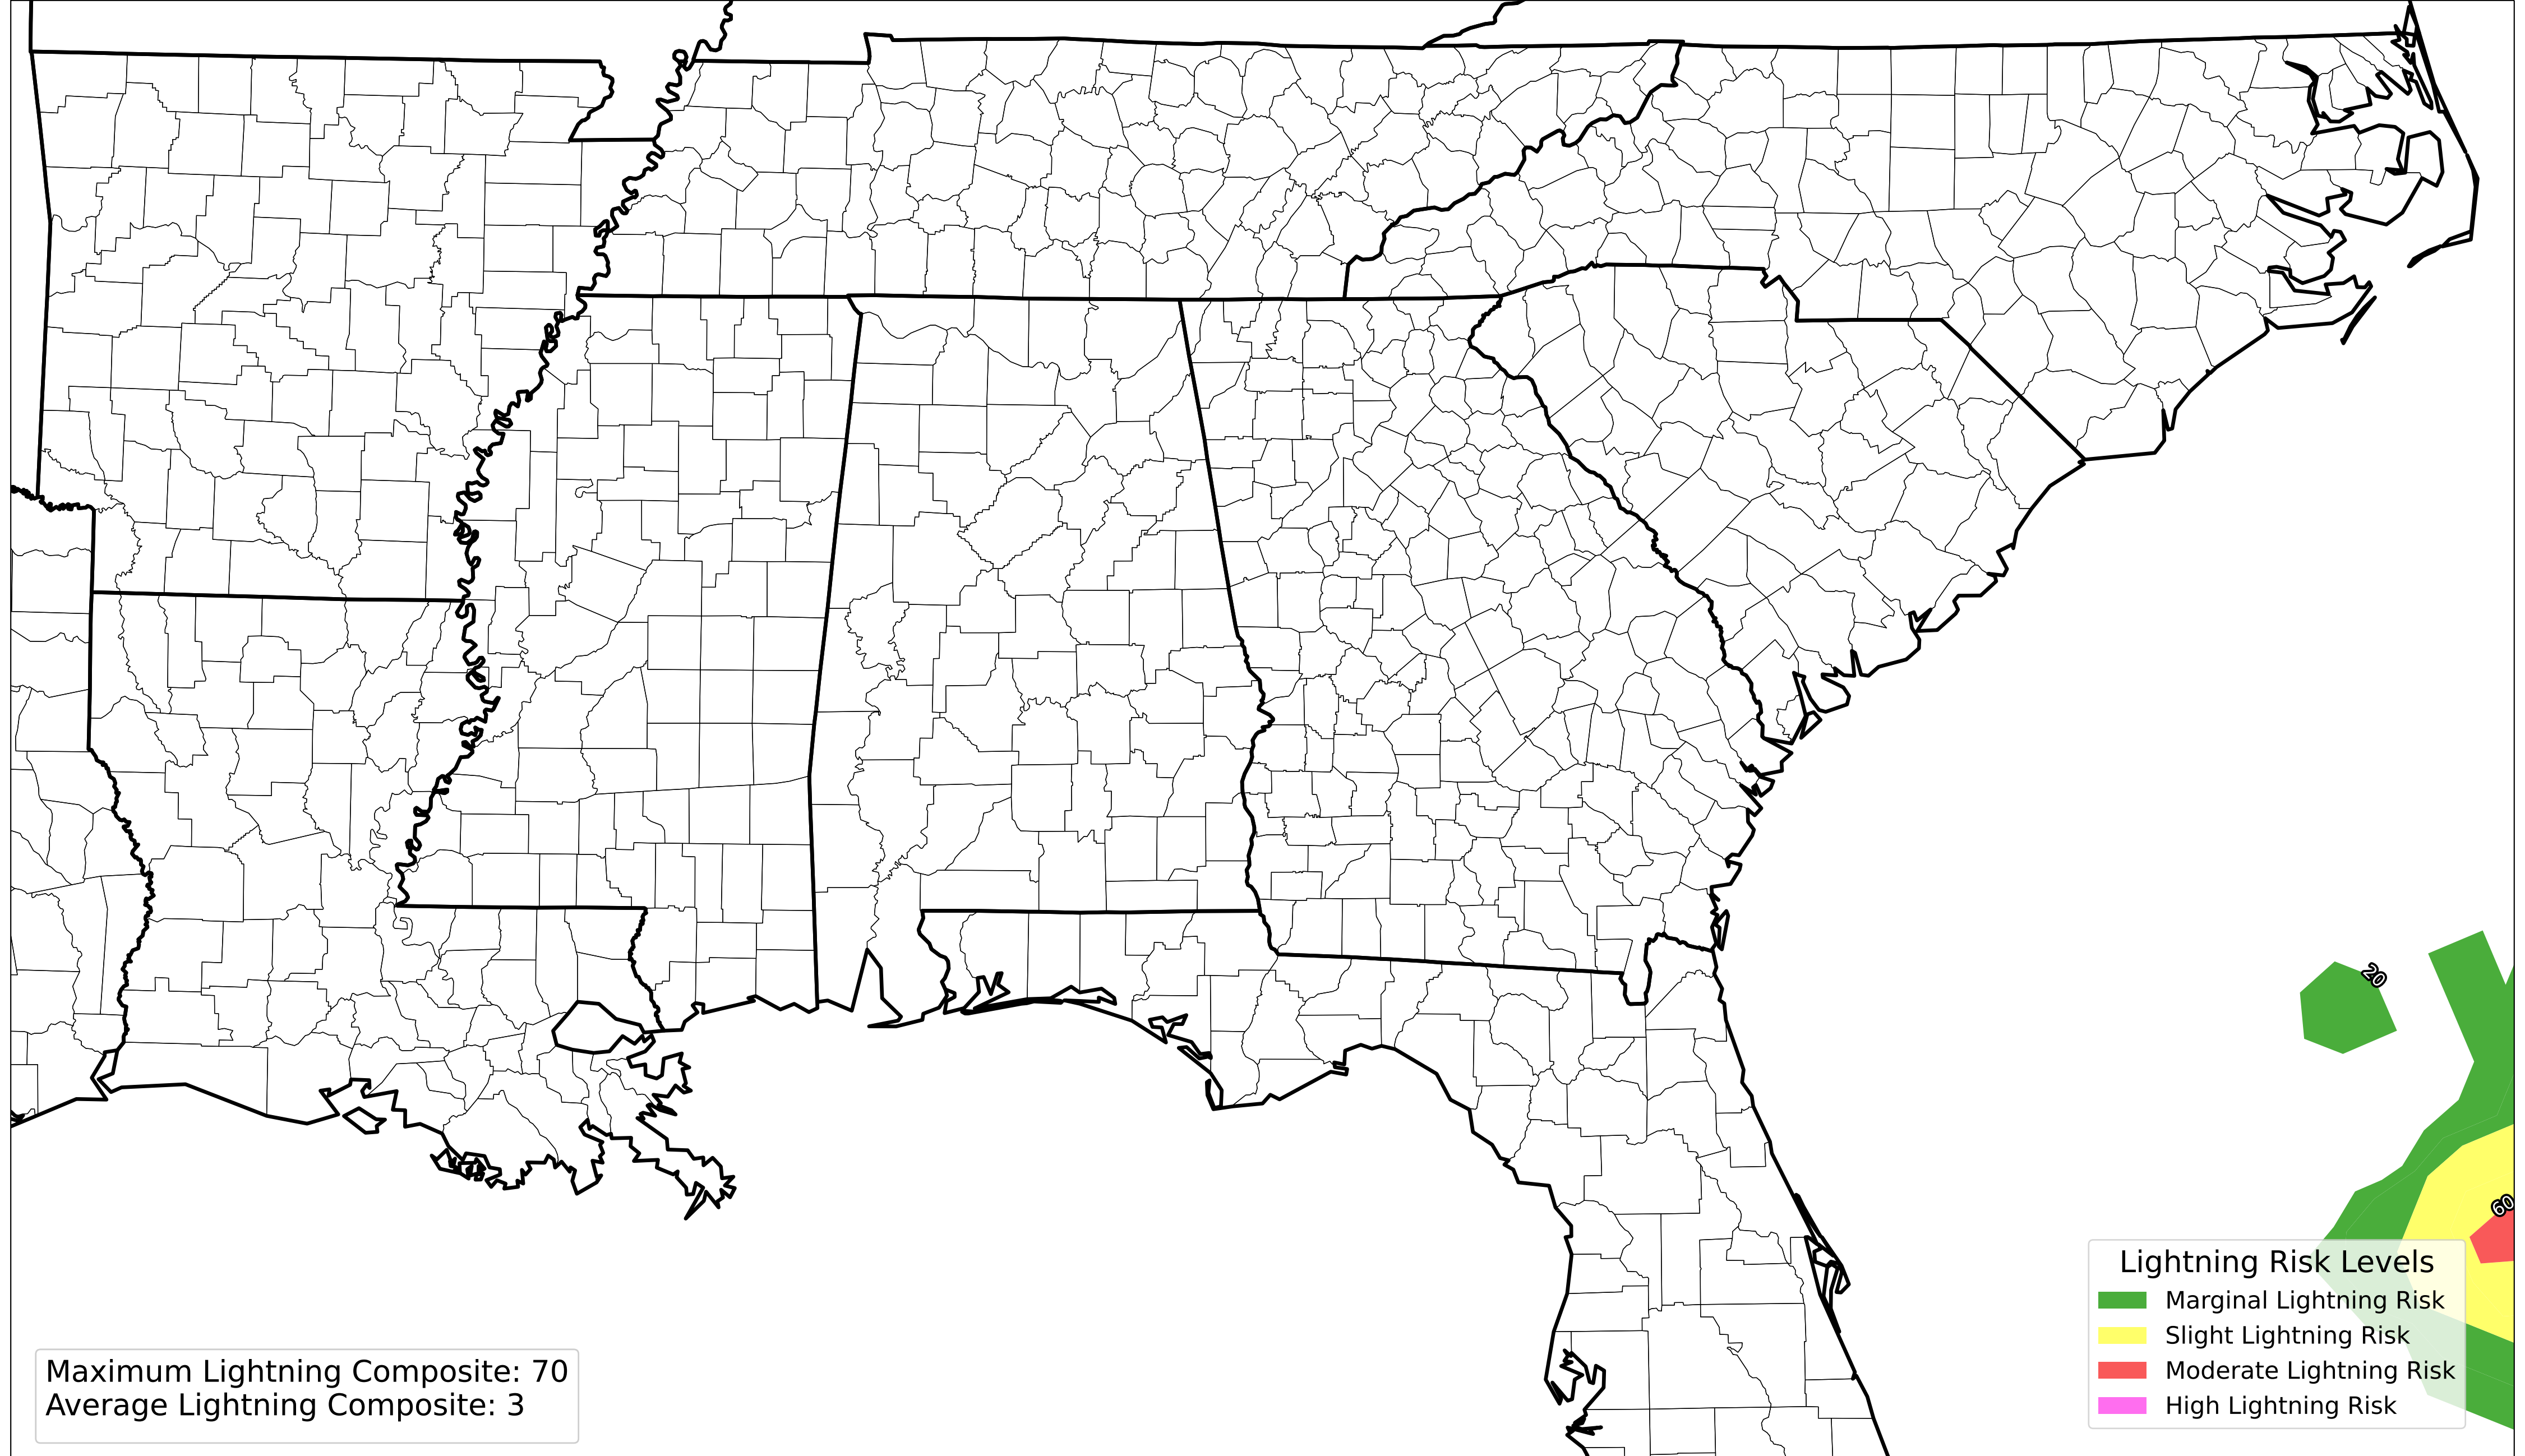 20
60
Lightning Risk Levels
Marginal Lightning Risk
Slight Lightning Risk
Moderate Lightning Risk
High Lightning Risk
Maximum Lightning Composite: 70
Average Lightning Composite: 3